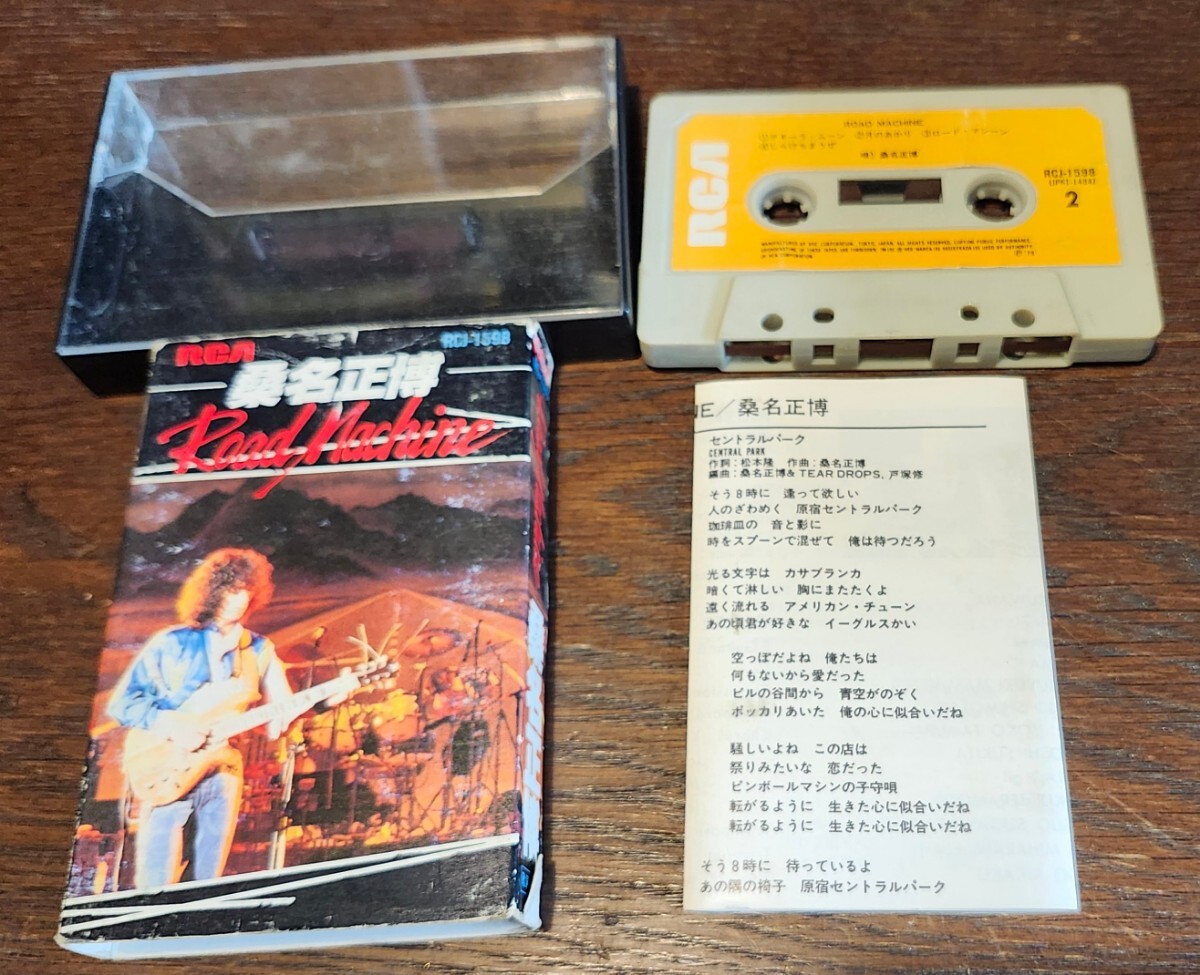 RCA
RCJ-1598
桑名正博
Road Machine
ROAD MACHINE
唄) 桑名正博
RCA
RCJ-1598
2
NE/桑名正博
セントラルパーク
CENTRAL PARK
作詞:松本隆 作曲:桑名正博
編曲:桑名正博& TEAR DROPS, 戸塚修
そう8時に 逢って欲しい
人のざわめく 原宿セントラルパーク
珈琲皿の 音と影に
時をスプーンで混ぜて 俺は待つだろう
光る文字は カサブランカ
暗くて淋しい 胸にまたたくよ
遠く流れる アメリカン・チューン
あの頃君が好きな イーグルスかい
空っぽだよね 俺たちは
何もないから愛だった
ビルの谷間から 青空がのぞく
ポッカリあいた 俺の心に似合いだね
騒しいよね この店は
祭りみたいな 恋だった
ピンボールマシンの子守唄
転がるように 生きた心に似合いだね
転がるように 生きた心に似合いだね
そう8時に 待っているよ
あの隅の椅子 原宿セントラルパーク